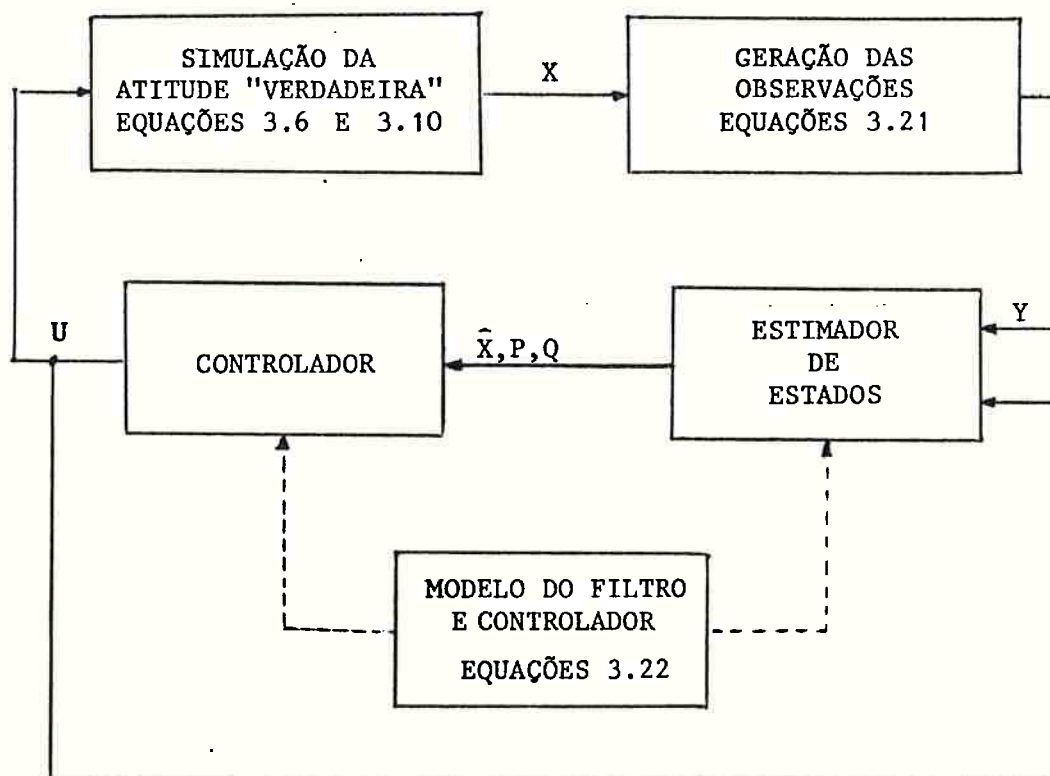 SIMULAÇÃO DA
ATITUDE "VERDADEIRA"
EQUAÇÕES 3.6 E 3.10
X
GERAÇÃO DAS
OBSERVAÇÕES
EQUAÇÕES 3.21
U
CONTROLADOR
X̂,P,Q
ESTIMADOR
DE
ESTADOS
Y
MODELO DO FILTRO
E CONTROLADOR
EQUAÇÕES 3.22